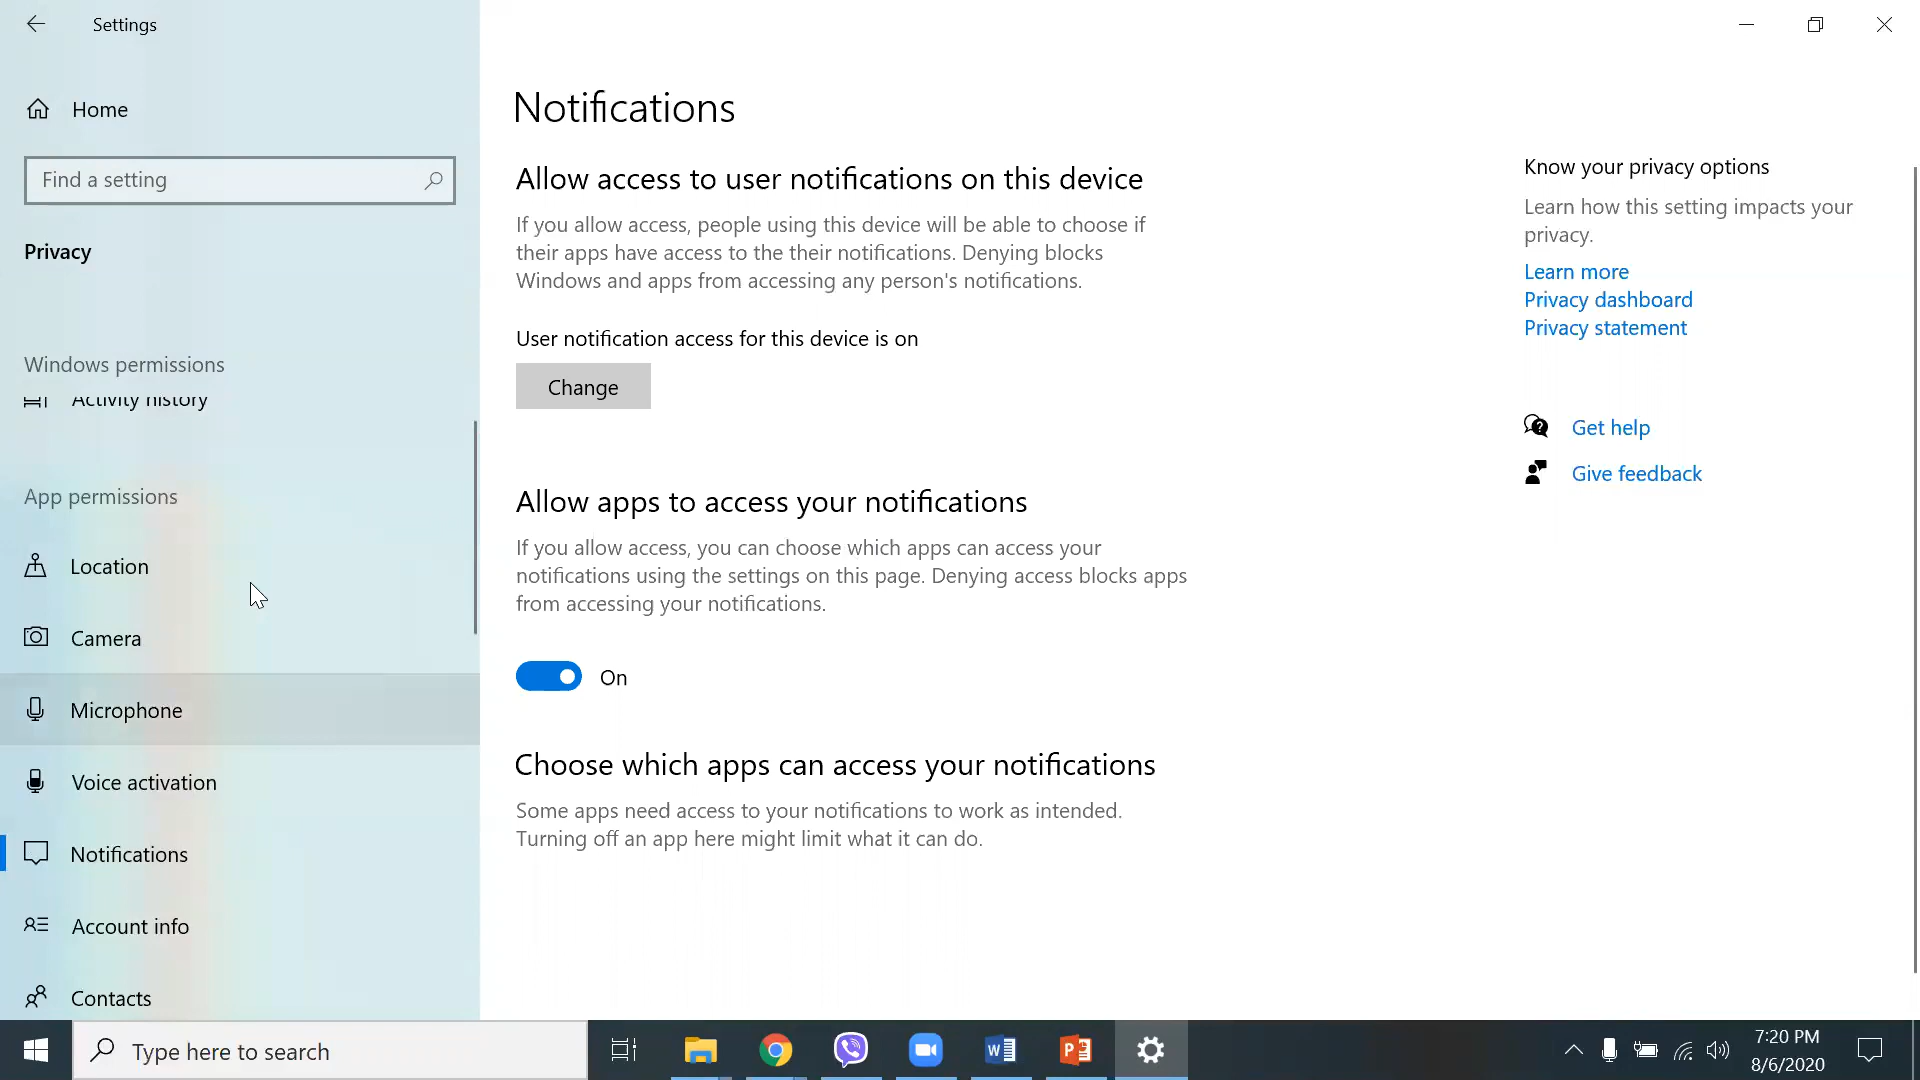 Settings
Home
Find a setting
Privacy
Windows permissions
Activity history
App permissions
Location
Camera
Microphone
Voice activation
Notifications
Account info
Contacts
Notifications
Allow access to user notifications on this device
If you allow access, people using this device will be able to choose if
their apps have access to the their notifications. Denying blocks
Windows and apps from accessing any person's notifications.
User notification access for this device is on
Change
Allow apps to access your notifications
If you allow access, you can choose which apps can access your
notifications using the settings on this page. Denying access blocks apps
from accessing your notifications.
On
Choose which apps can access your notifications
Some apps need access to your notifications to work as intended.
Turning off an app here might limit what it can do.
Know your privacy options
Learn how this setting impacts your
privacy.
Learn more
Privacy dashboard
Privacy statement
Get help
Give feedback
Type here to search
7:20 PM
8/6/2020